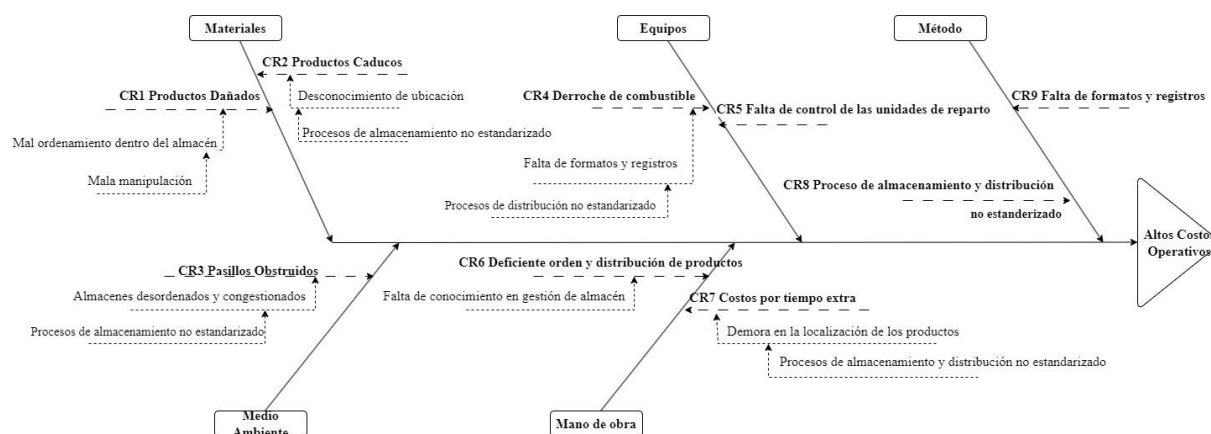 Materiales
Equipos
Método
CR2 Productos Caducos
CR1 Productos Dañados
Desconocimiento de ubicación
Procesos de almacenamiento no estandarizado
Mal ordenamiento dentro del almacén
Mala manipulación
CR4 Derroche de combustible
CR5 Falta de control de las unidades de reparto
Falta de formatos y registros
Procesos de distribución no estandarizado
CR9 Falta de formatos y registros
CR8 Proceso de almacenamiento y distribución
no estanderizado
Altos Costos
Operativos
CR3 Pasillos Obstruidos
Almacenes desordenados y congestionados
Procesos de almacenamiento no estandarizado
CR6 Deficiente orden y distribución de productos
Falta de conocimiento en gestión de almacén
CR7 Costos por tiempo extra
Demora en la localización de los productos
Procesos de almacenamiento y distribución no estandarizado
Medio
Ambiente
Mano de obra